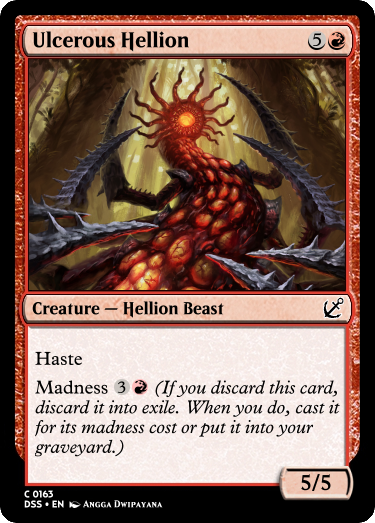 Ulcerous Hellion 5
Creature — Hellion Beast
Haste
Madness 3 (If you discard this card,
discard it into exile. When you do, cast it
for its madness cost or put it into your
graveyard.)
5/5
C 0163
DSS • EN Angga Dwipayana